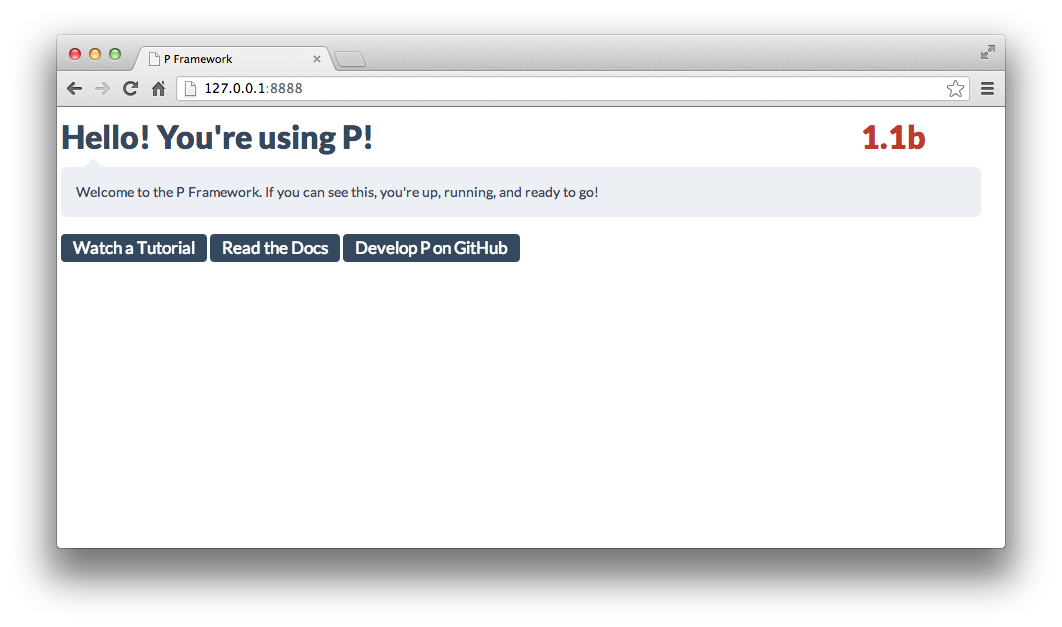 P Framework
127.0.0.1:8888
Hello! You're using P! 1.1b
Welcome to the P Framework. If you can see this, you're up, running, and ready to go!
Watch a Tutorial Read the Docs Develop P on GitHub